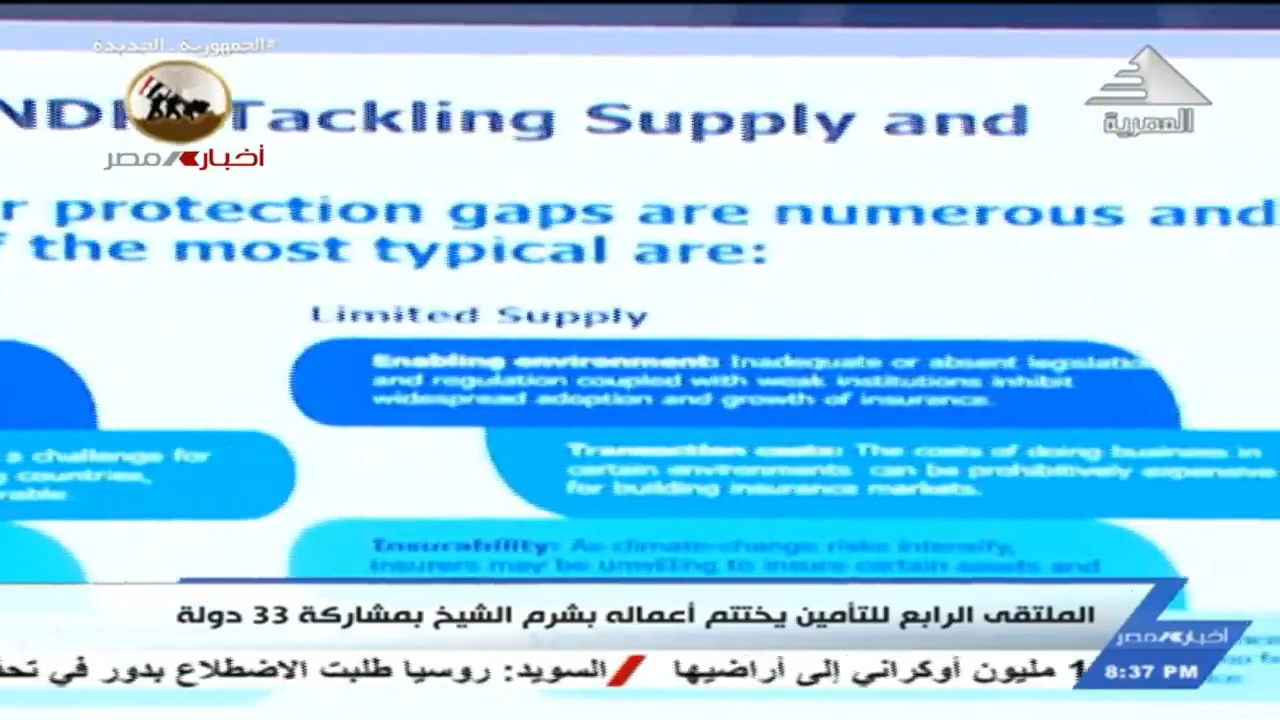 #الجمهورية_الجديدة
المصرية
Tackling Supply and
أخبار مصر
r protection gaps are numerous and
f the most typical are:
Limited Supply
Enabling environment: Inadequate or absent legislation
and regulation coupled with weak institutions inhibit
widespread adoption and growth of insurance.
a challenge for
countries,
Transaction costs: The costs of doing business in
certain environments can be prohibitively expensive
for building insurance markets.
Insurability: As climate-change risks intensify,
insurers may be unwilling to insure certain assets and
الملتقى الرابع للتأمين يختتم أعماله بشرم الشيخ بمشاركة 33 دولة
أخبار مصر
مليون أوكراني إلى أراضيها السويد: روسيا طلبت الاضطلاع بدور في
8:37 PM